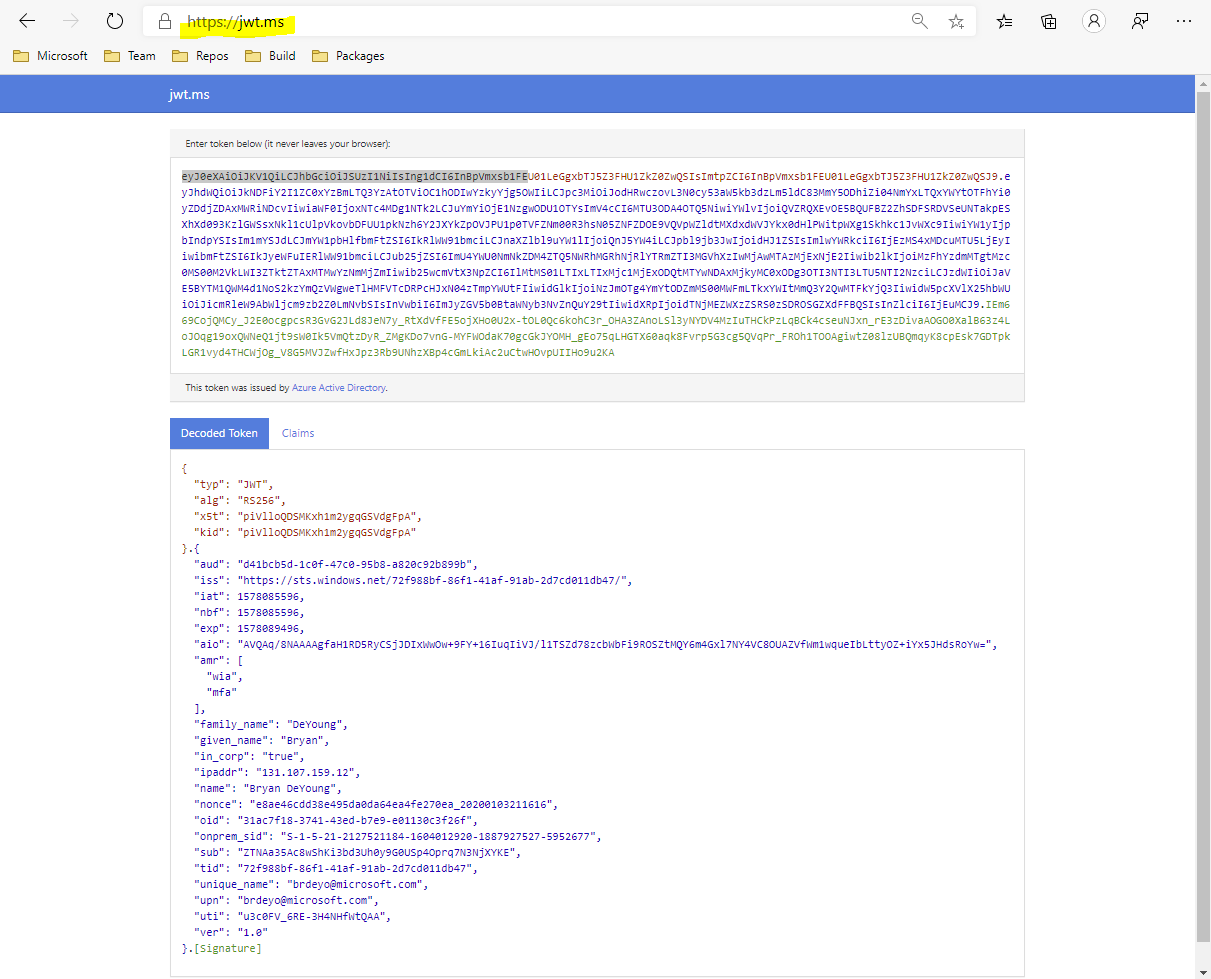 https://jwt.ms
Microsoft Team Repos Build Packages
jwt.ms
Enter token below (it never leaves your browser):
eyJ0eXAiOiJKV1QiLCJhbGciOiJSUzI1NiIsIng1dCI6InBpVmxsb1FEU01LeGgxbTJ5Z3FHU1ZkZ0ZwQSIsImtpZCI6InBpVmxsb1FEU01LeGgxbTJ5Z3FHU1ZkZ0ZwQSJ9.e
This token was issued by Azure Active Directory.
Decoded Token Claims
{
"typ": "JWT",
"alg": "RS256",
"x5t": "piVlloQDSMKxh1m2ygqGSVdgFpA",
"kid": "piVlloQDSMKxh1m2ygqGSVdgFpA"
}.{
"aud": "d41bcb5d-1c0f-47c0-95b8-a820c92b899b",
"iss": "https://sts.windows.net/72f988bf-86f1-41af-91ab-2d7cd011db47/",
"iat": 1578085596,
"nbf": 1578085596,
"exp": 1578089496,
"aio": "AVQAq/8NAAAAgfaH1RD5RyCSjJDIxWwOw+9FY+16IuqIiVJ/l1TSZd78zcbWbFi9ROSZtMQY6m4Gxl7NY4VC8OUAZVfWm1wqueIbLttyOZ+iYx5JHdsRoYw=",
"amr": [
"wia",
"mfa"
],
"family_name": "DeYoung",
"given_name": "Bryan",
"in_corp": "true",
"ipaddr": "131.107.159.12",
"name": "Bryan DeYoung",
"nonce": "e8ae46cdd38e495da0da64ea4fe270ea_20200103211616",
"oid": "31ac7f18-3741-43ed-b7e9-e01130c3f26f",
"onprem_sid": "S-1-5-21-2127521184-1604012920-1887927527-5952677",
"sub": "ZTNAa35Ac8wShKi3bd3Uh0y9G0USp4Oprq7N3NjXYKE",
"tid": "72f988bf-86f1-41af-91ab-2d7cd011db47",
"unique_name": "brdeyo@microsoft.com",
"upn": "brdeyo@microsoft.com",
"uti": "u3c0FV_6RE-3H4NHfWtQAA",
"ver": "1.0"
}.[Signature]